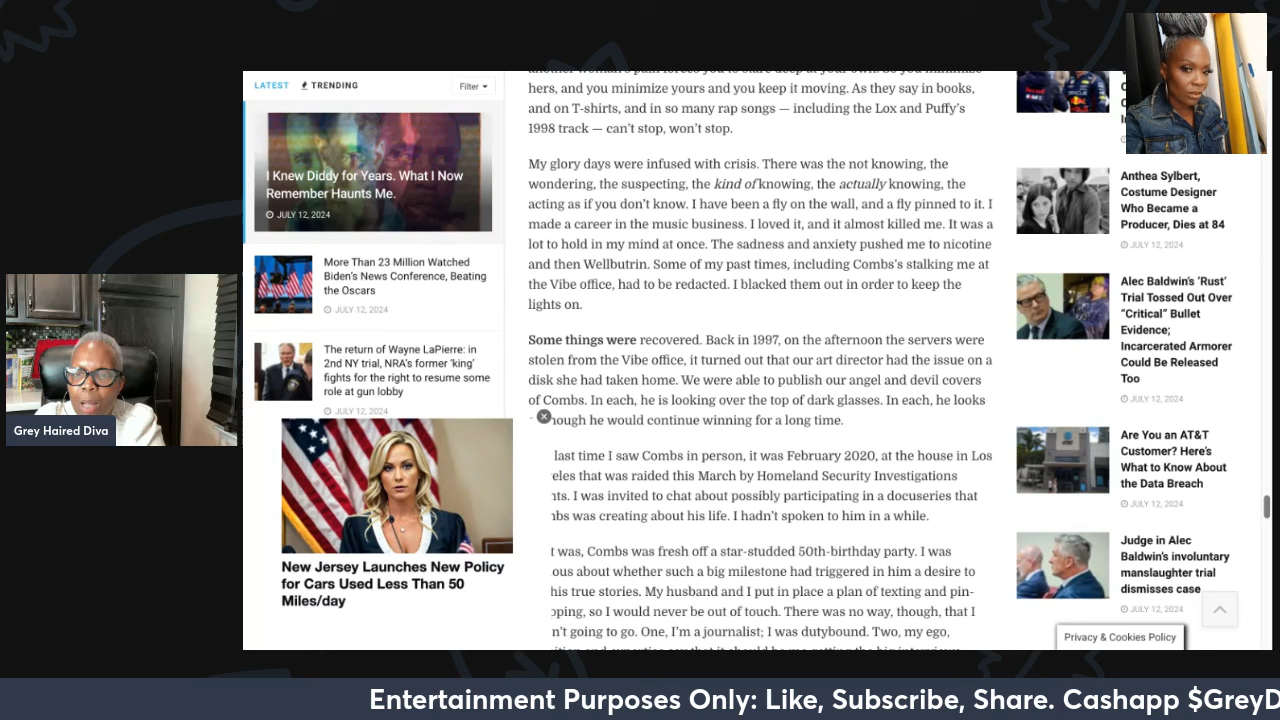 LATEST
TRENDING
Filter
I Knew Diddy for Years. What I Now
Remember Haunts Me.
JULY 12, 2024
More Than 23 Million Watched
Biden's News Conference, Beating
the Oscars
JULY 12, 2024
The return of Wayne LaPierre: in
2nd NY trial, NRA's former 'king'
fights for the right to resume some
role at gun lobby
JULY 12, 2024
New Jersey Launches New Policy
for Cars Used Less Than 50
Miles/day
another woman's pain forces you to stare deep at your own. So you minimize
hers, and you minimize yours and you keep it moving. As they say in books,
and on T-shirts, and in so many rap songs — including the Lox and Puffy's
1998 track — can't stop, won't stop.
My glory days were infused with crisis. There was the not knowing, the
wondering, the suspecting, the kind of knowing, the actually knowing, the
acting as if you don't know. I have been a fly on the wall, and a fly pinned to it. I
made a career in the music business. I loved it, and it almost killed me. It was a
lot to hold in my mind at once. The sadness and anxiety pushed me to nicotine
and then Wellbutrin. Some of my past times, including Combs's stalking me at
the Vibe office, had to be redacted. I blacked them out in order to keep the
lights on.
Some things were recovered. Back in 1997, on the afternoon the servers were
stolen from the Vibe office, it turned out that our art director had the issue on a
disk she had taken home. We were able to publish our angel and devil covers
of Combs. In each, he is looking over the top of dark glasses. In each, he looks
hough he would continue winning for a long time.
last time I saw Combs in person, it was February 2020, at the house in Los
eles that was raided this March by Homeland Security Investigations
nts. I was invited to chat about possibly participating in a docuseries that
nbs was creating about his life. I hadn't spoken to him in a while.
t was, Combs was fresh off a star-studded 50th-birthday party. I was
ous about whether such a big milestone had triggered in him a desire to
his true stories. My husband and I put in place a plan of texting and pin-
pping, so I would never be out of touch. There was no way, though, that I
n't going to go. One, I'm a journalist; I was dutybound. Two, my ego,
Anthea Sylbert,
Costume Designer
Who Became a
Producer, Dies at 84
JULY 12, 2024
Alec Baldwin's 'Rust'
Trial Tossed Out Over
"Critical" Bullet
Evidence;
Incarcerated Armorer
Could Be Released
Too
JULY 12, 2024
Are You an AT&T
Customer? Here's
What to Know About
the Data Breach
JULY 12, 2024
Judge in Alec
Baldwin's involuntary
manslaughter trial
dismisses case
JULY 12, 2024
Privacy & Cookies Policy
Grey Haired Diva
Entertainment Purposes Only: Like, Subscribe, Share. Cashapp $GreyD